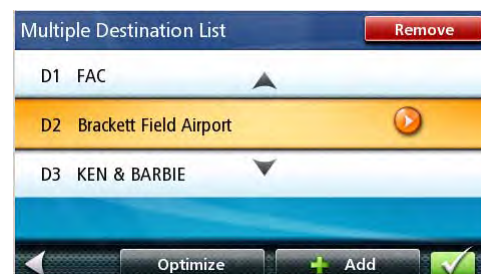 Multiple Destination List Remove
D1 FAC
D2 Brackett Field Airport
D3 KEN & BARBIE
Optimize Add